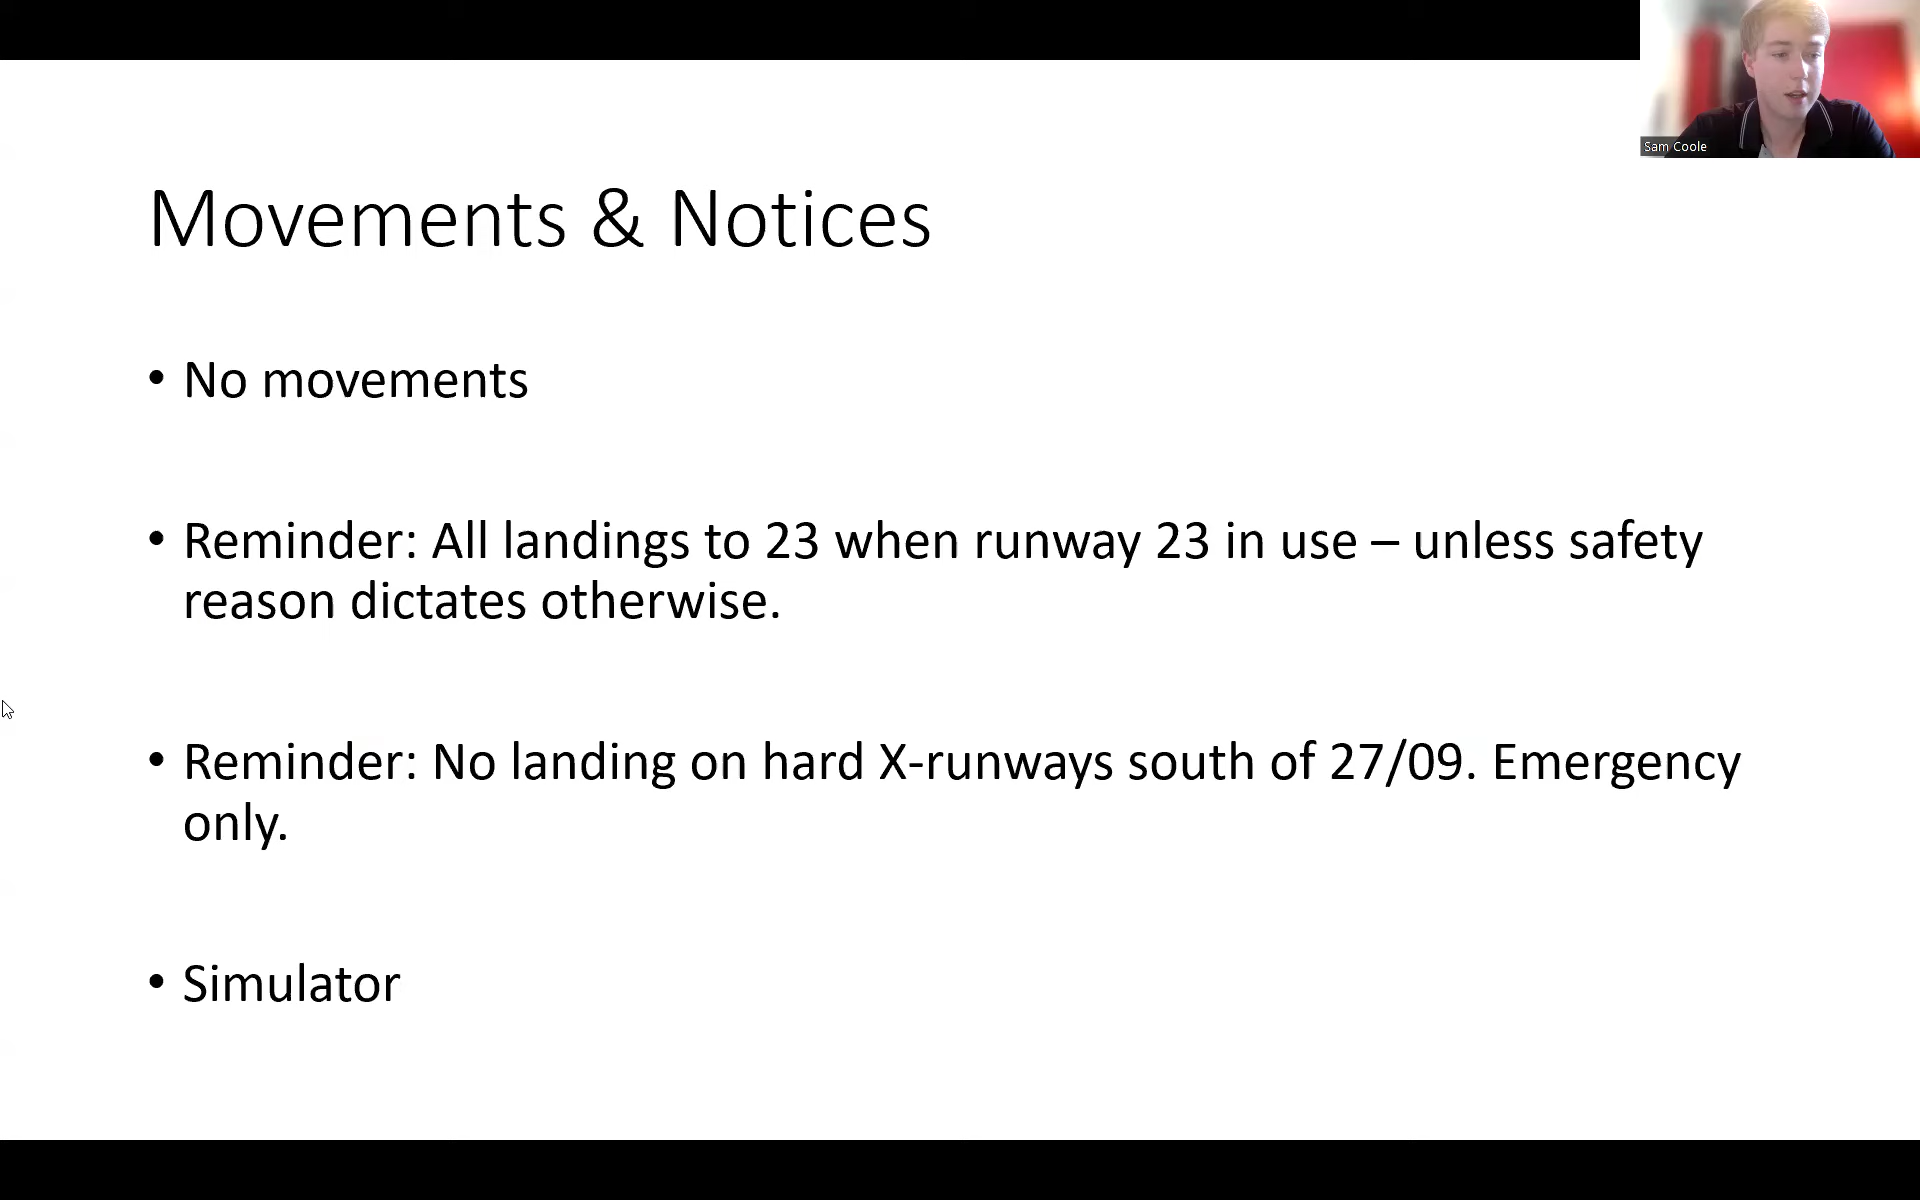 Sam Coole
Movements & Notices
• No movements
• Reminder: All landings to 23 when runway 23 in use – unless safety
reason dictates otherwise.
• Reminder: No landing on hard X-runways south of 27/09. Emergency
only.
• Simulator